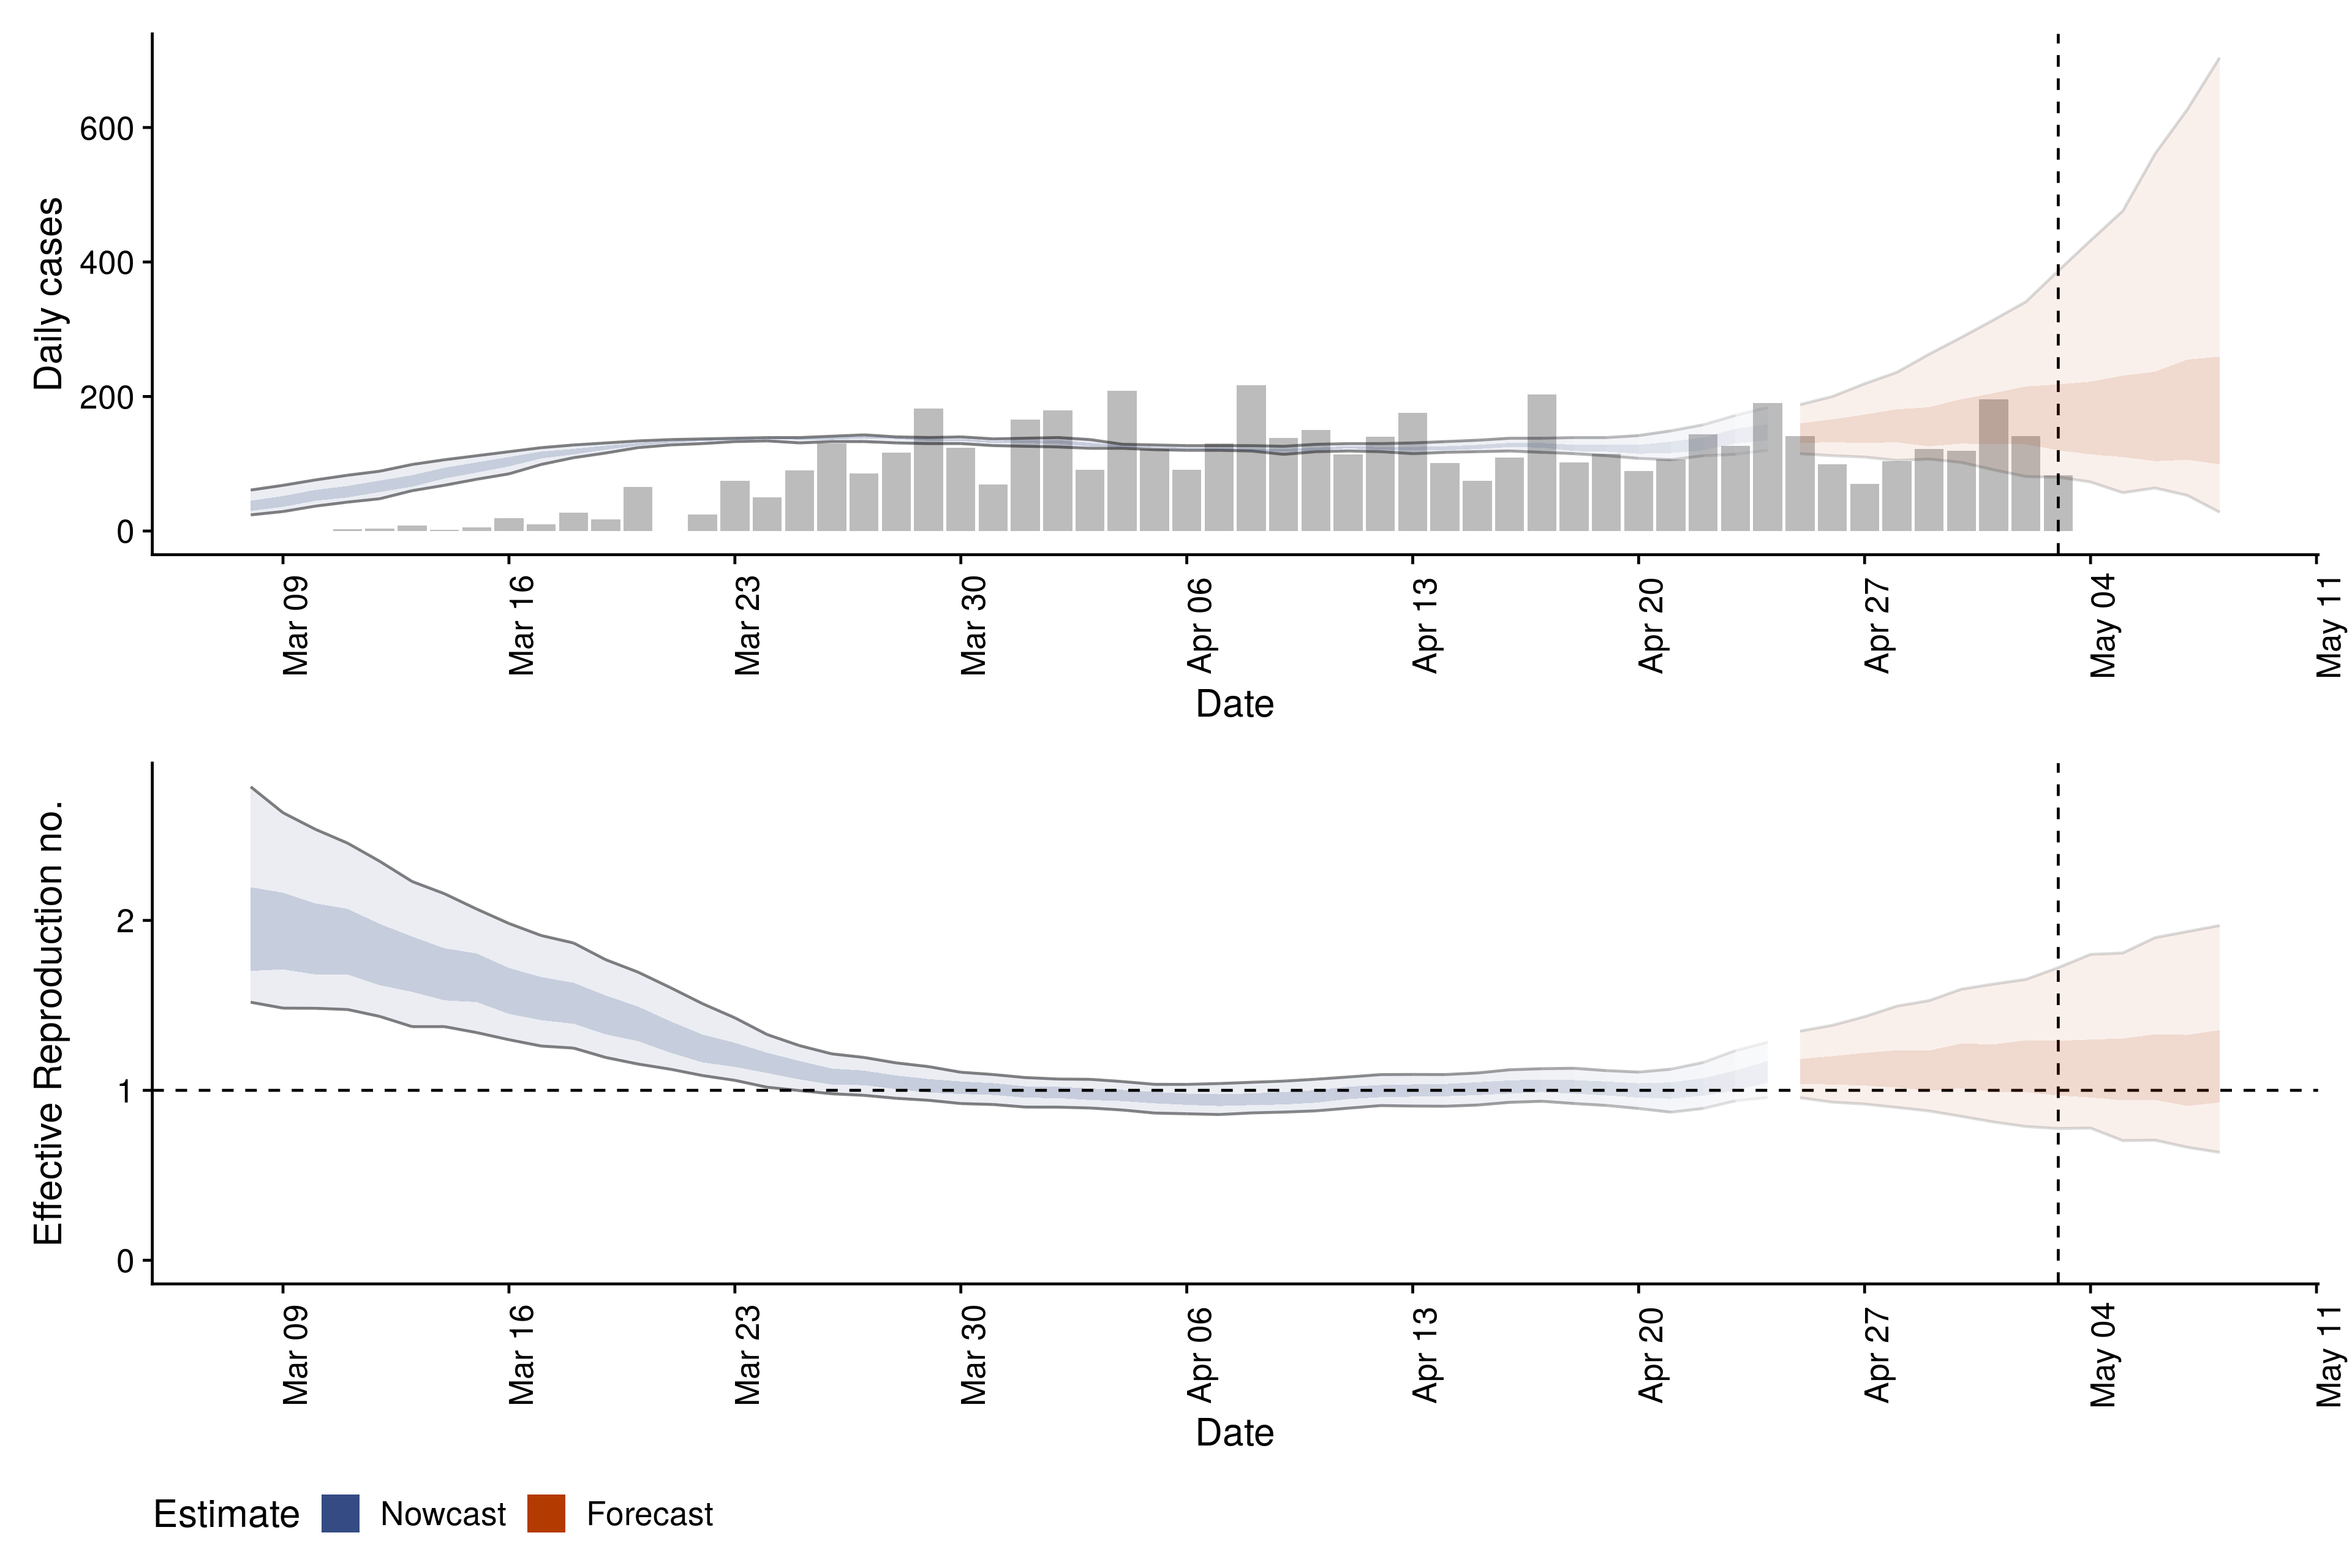 Daily cases
600
400
200
0
Mar 09
Mar 16
Mar 23
Mar 30
Apr 06
Apr 13
Apr 20
Apr 27
May 04
May 11
Date
Effective Reproduction no.
2
1
0
Mar 09
Mar 16
Mar 23
Mar 30
Apr 06
Apr 13
Apr 20
Apr 27
May 04
May 11
Date
Estimate Nowcast Forecast